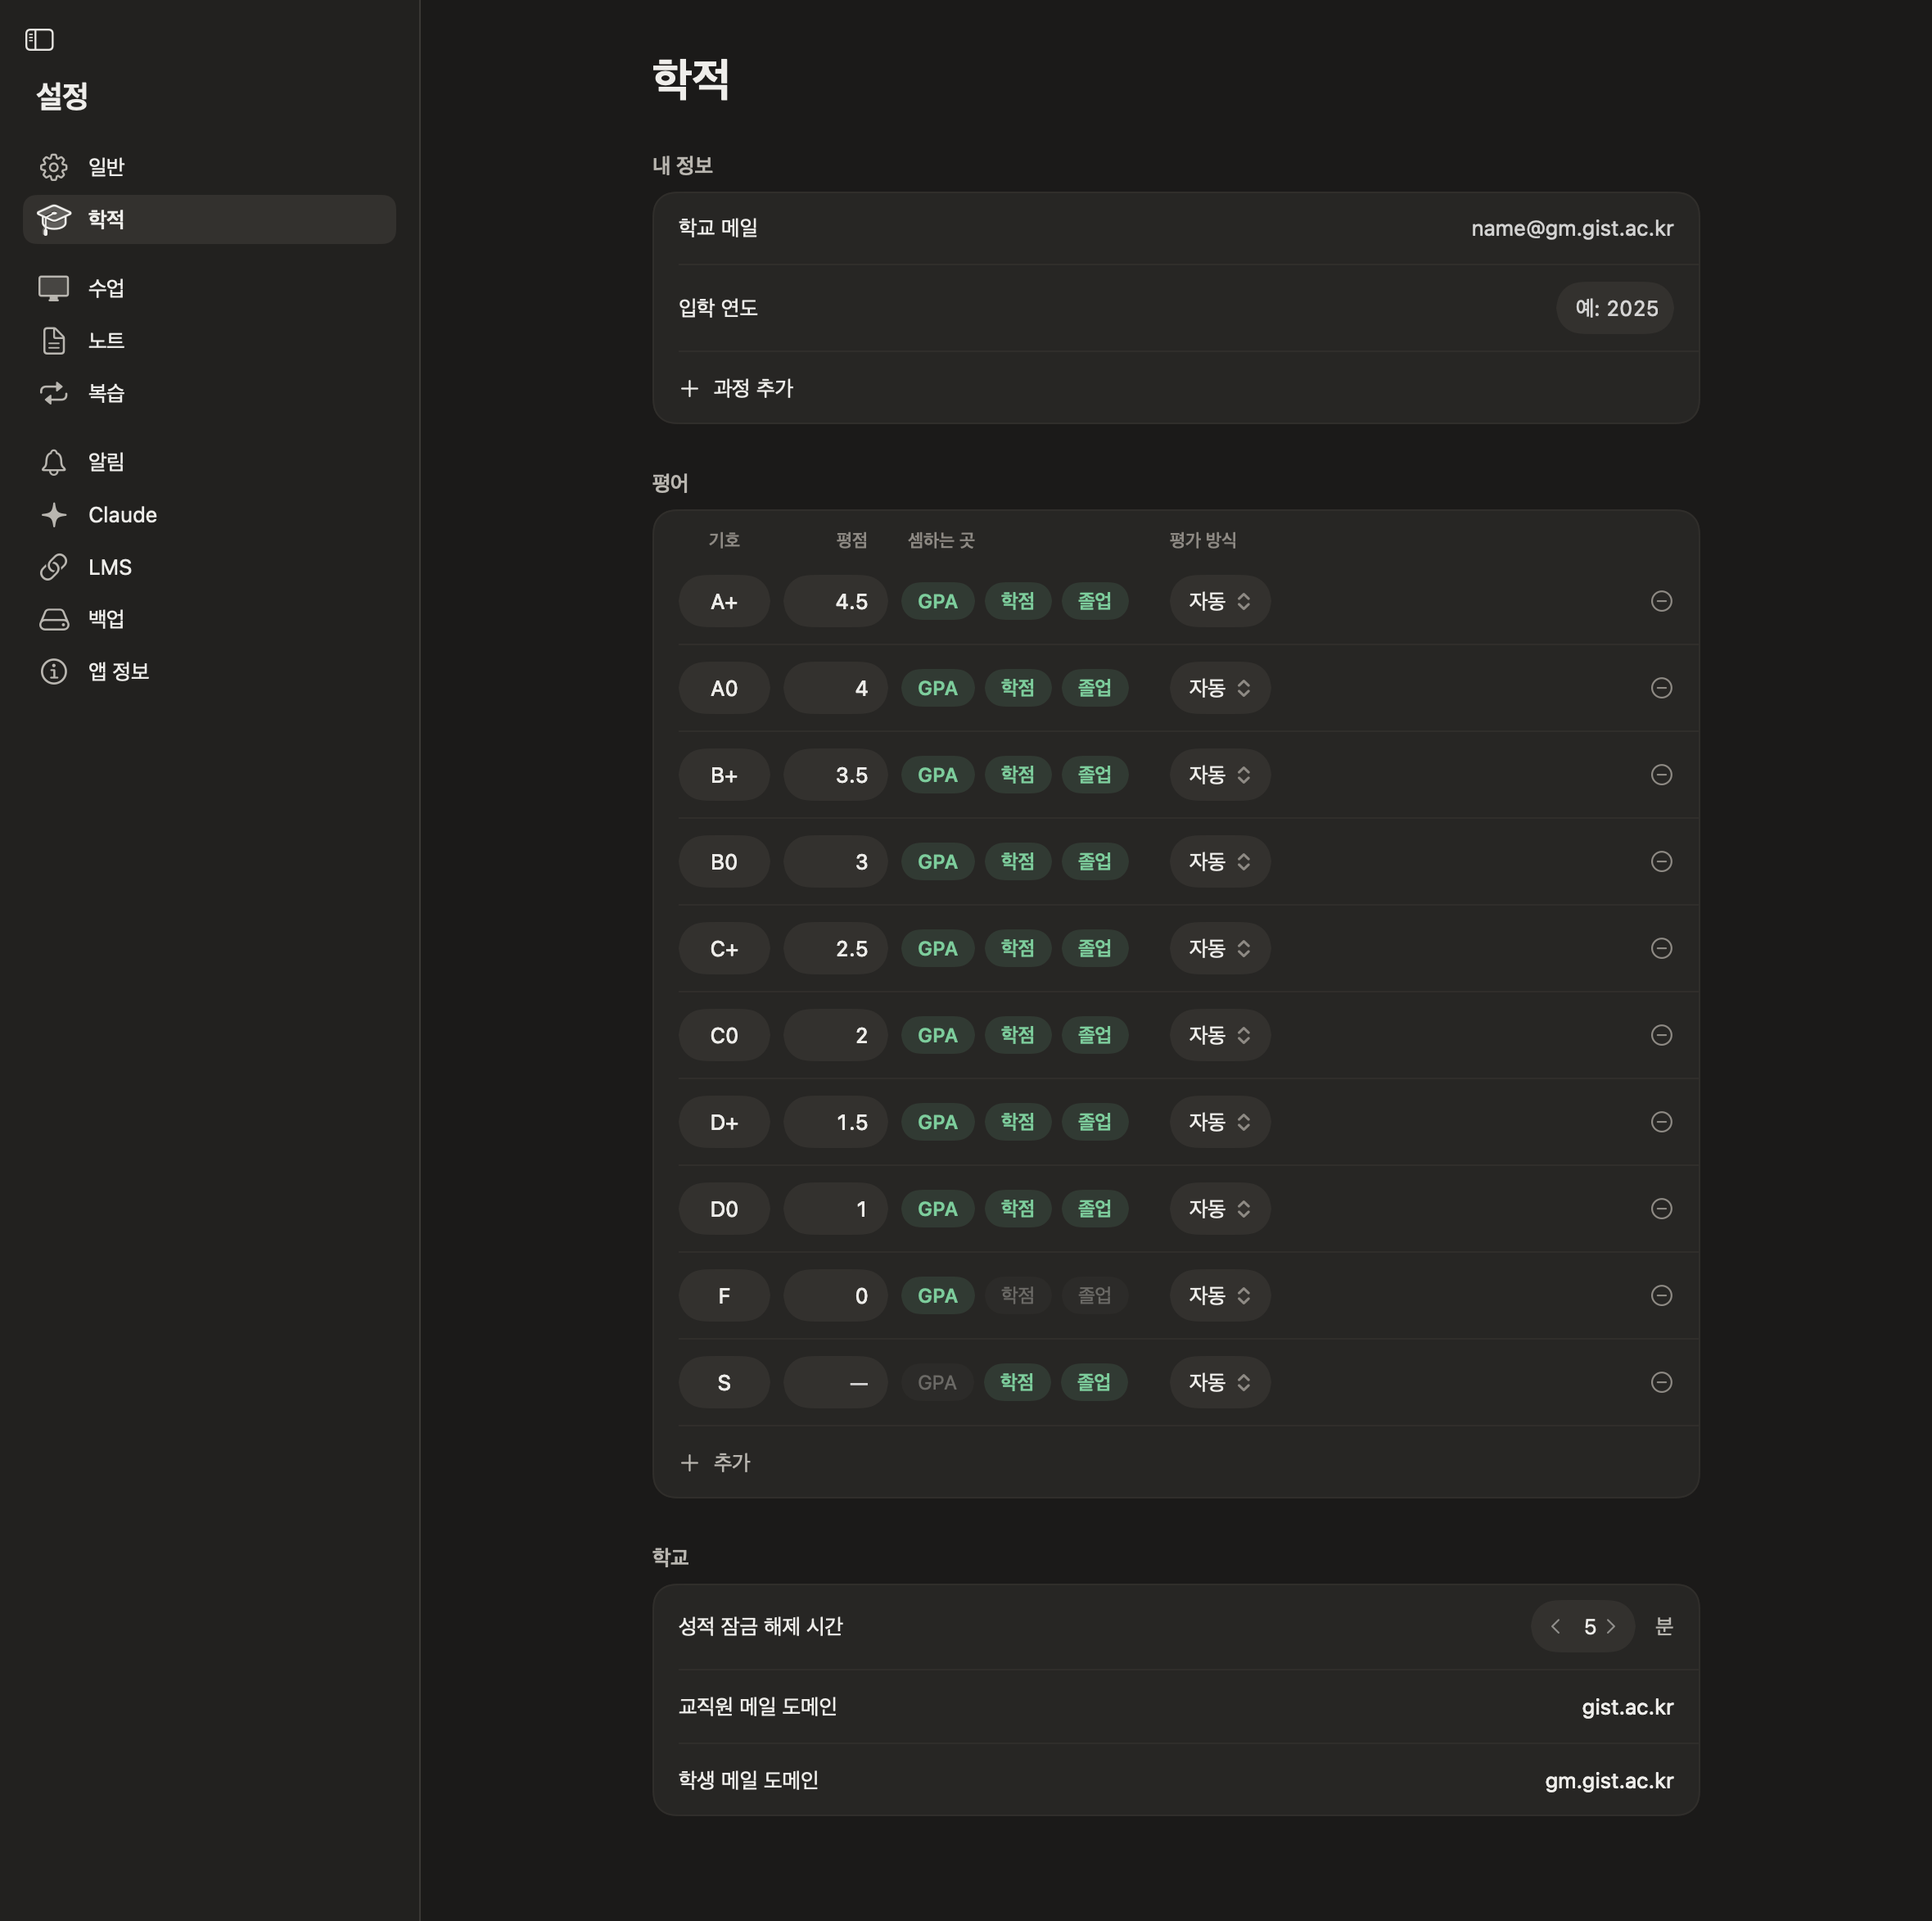 설정
일반
학적
수업
노트
복습
알림
Claude
LMS
백업
앱 정보
학적
내 정보
학교 메일 name@gm.gist.ac.kr
입학 연도 예: 2025
+ 과정 추가
평어
기호 평점 셈하는 곳 평가 방식
A+ 4.5 GPA 학점 졸업 자동
A0 4 GPA 학점 졸업 자동
B+ 3.5 GPA 학점 졸업 자동
B0 3 GPA 학점 졸업 자동
C+ 2.5 GPA 학점 졸업 자동
C0 2 GPA 학점 졸업 자동
D+ 1.5 GPA 학점 졸업 자동
D0 1 GPA 학점 졸업 자동
F 0 GPA 학점 졸업 자동
S — GPA 학점 졸업 자동
+ 추가
학교
성적 잠금 해제 시간 5 분
교직원 메일 도메인 gist.ac.kr
학생 메일 도메인 gm.gist.ac.kr